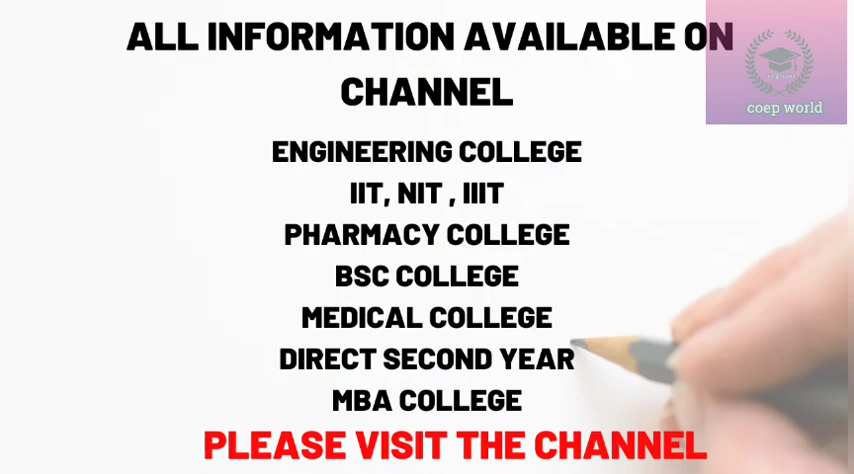 ALL INFORMATION AVAILABLE ON
CHANNEL
ENGINEERING COLLEGE
IIT, NIT , IIIT
PHARMACY COLLEGE
BSC COLLEGE
MEDICAL COLLEGE
DIRECT SECOND YEAR
MBA COLLEGE
PLEASE VISIT THE CHANNEL
coep world